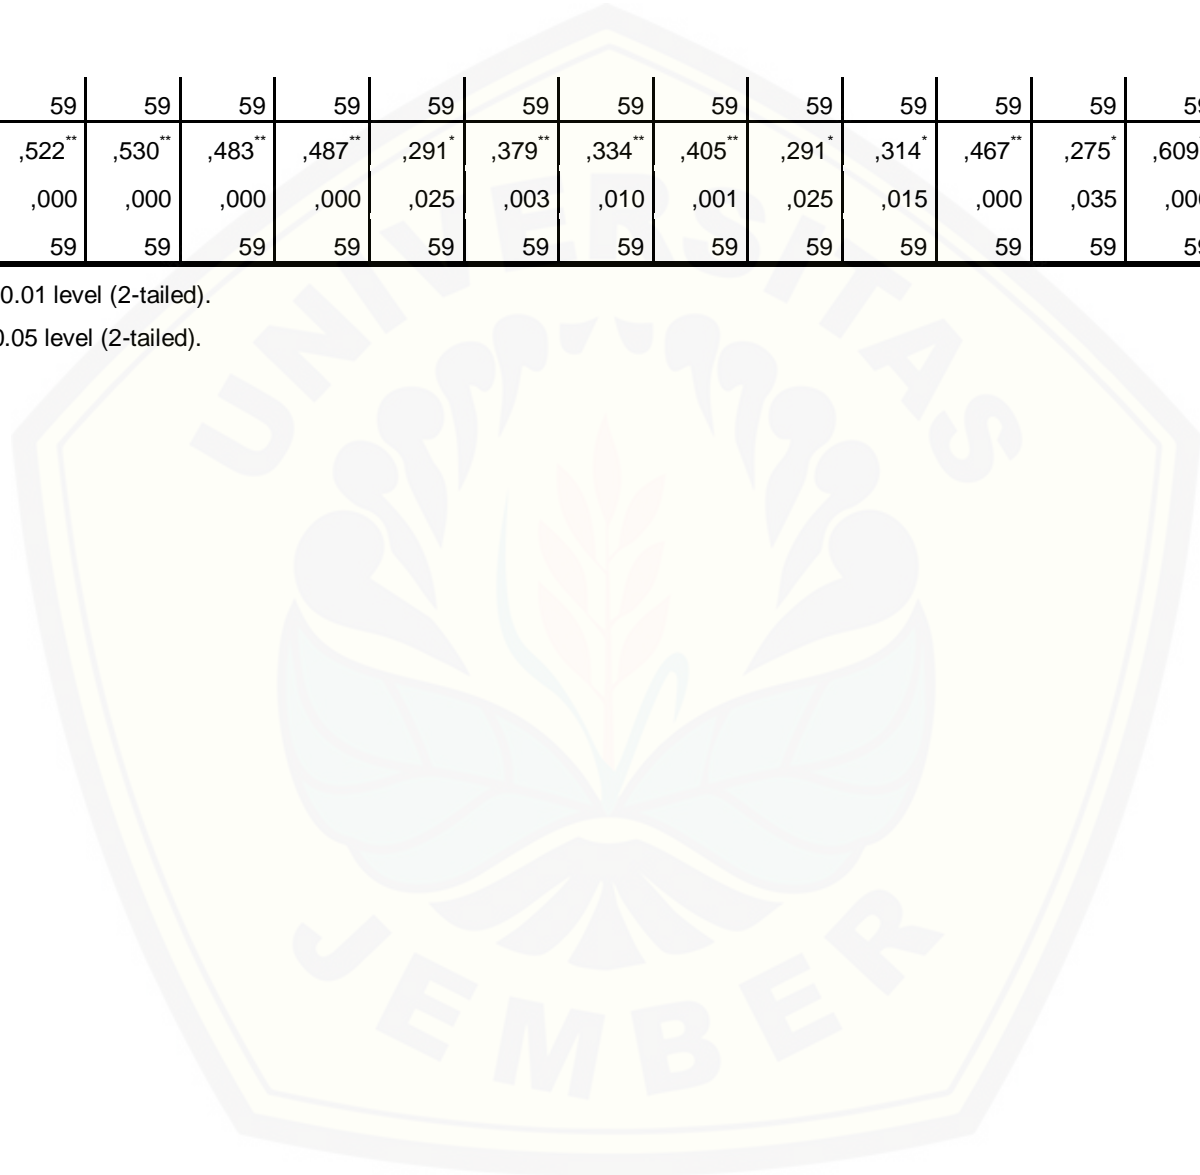 59 59 59 59 59 59 59 59 59 59 59 59
,522** ,530** ,483** ,487** ,291* ,379** ,334** ,405** ,291* ,314* ,467** ,275* ,609
,000 ,000 ,000 ,000 ,025 ,003 ,010 ,001 ,025 ,015 ,000 ,035
59 59 59 59 59 59 59 59 59 59 59 59
0.01 level (2-tailed).
0.05 level (2-tailed).
UNIVERSITAS
JEMBER